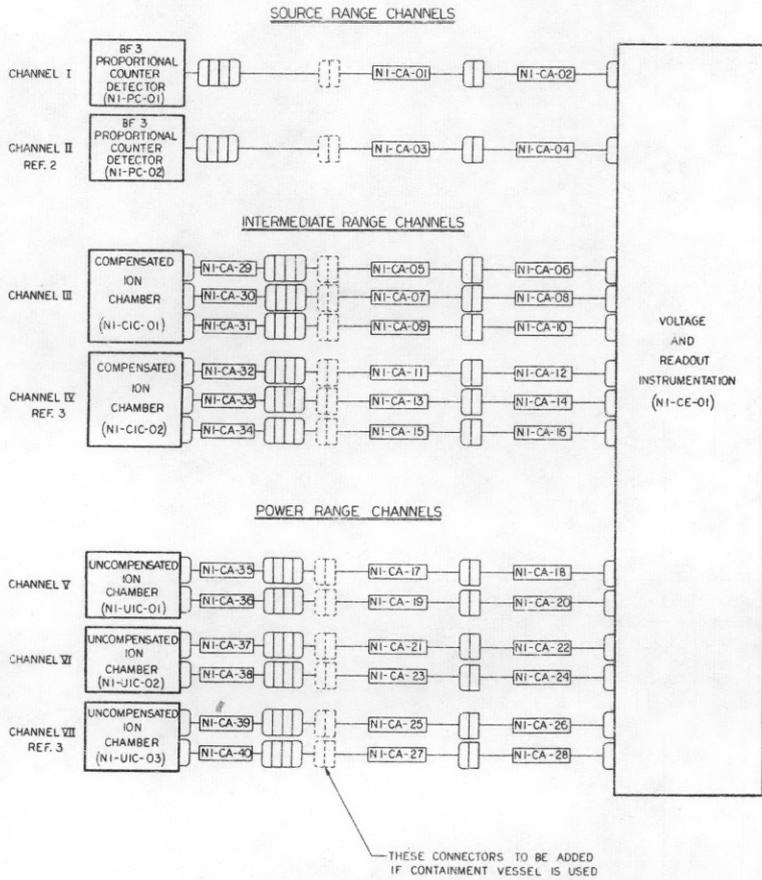 SOURCE RANGE CHANNELS
CHANNEL I
BF 3
PROPORTIONAL
COUNTER
DETECTOR
(NI-PC-01)
NI-CA-01
NI-CA-02
CHANNEL II
REF. 2
BF 3
PROPORTIONAL
COUNTER
DETECTOR
(NI-PC-02)
NI-CA-03
NI-CA-04
INTERMEDIATE RANGE CHANNELS
CHANNEL III
COMPENSATED
ION
CHAMBER
(NI-CIC-01)
NI-CA-29
NI-CA-05
NI-CA-06
NI-CA-30
NI-CA-07
NI-CA-08
NI-CA-31
NI-CA-09
NI-CA-10
CHANNEL IV
REF. 3
COMPENSATED
ION
CHAMBER
(NI-CIC-02)
NI-CA-32
NI-CA-11
NI-CA-12
NI-CA-33
NI-CA-13
NI-CA-14
NI-CA-34
NI-CA-15
NI-CA-16
VOLTAGE
AND
READOUT
INSTRUMENTATION
(NI-CE-01)
POWER RANGE CHANNELS
CHANNEL V
UNCOMPENSATED
ION
CHAMBER
(NI-UIC-01)
NI-CA-35
NI-CA-17
NI-CA-18
NI-CA-36
NI-CA-19
NI-CA-20
CHANNEL VI
UNCOMPENSATED
ION
CHAMBER
(NI-UIC-02)
NI-CA-37
NI-CA-21
NI-CA-22
NI-CA-38
NI-CA-23
NI-CA-24
CHANNEL VII
REF. 3
UNCOMPENSATED
ION
CHAMBER
(NI-UIC-03)
NI-CA-39
NI-CA-25
NI-CA-26
NI-CA-40
NI-CA-27
NI-CA-28
THESE CONNECTORS TO BE ADDED
IF CONTAINMENT VESSEL IS USED